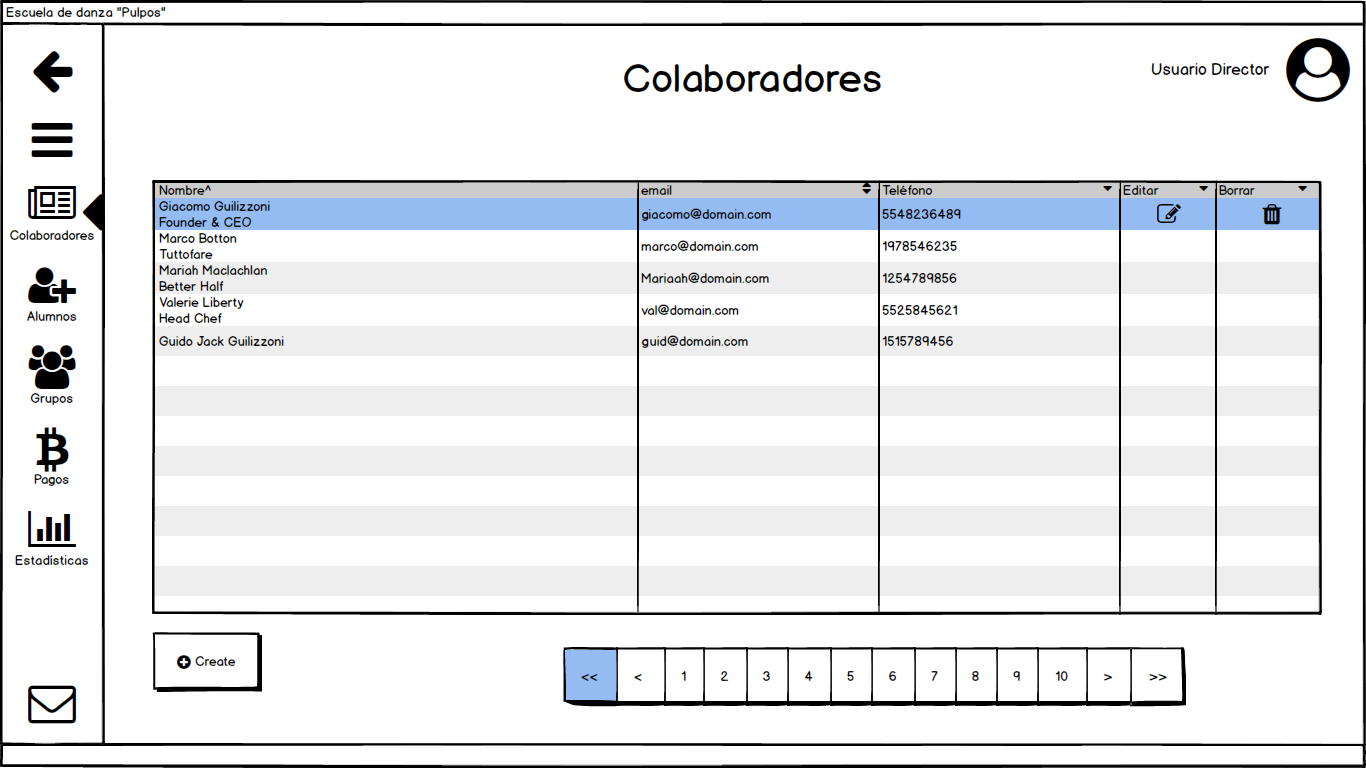 Escuela de danza "Pulpos"
Colaboradores
Usuario Director
Colaboradores
Alumnos
Grupos
Pagos
Estadísticas
Nombre^ email Teléfono Editar Borrar
Giacomo Guilizzoni
Founder & CEO
giacomo@domain.com 5548236489
Marco Botton
Tuttofare
marco@domain.com 1978546235
Mariah Maclachlan
Better Half
Mariaah@domain.com 1254789856
Valerie Liberty
Head Chef
val@domain.com 5525845621
Guido Jack Guilizzoni guid@domain.com 1515789456
Create
<< < 1 2 3 4 5 6 7 8 9 10 > >>